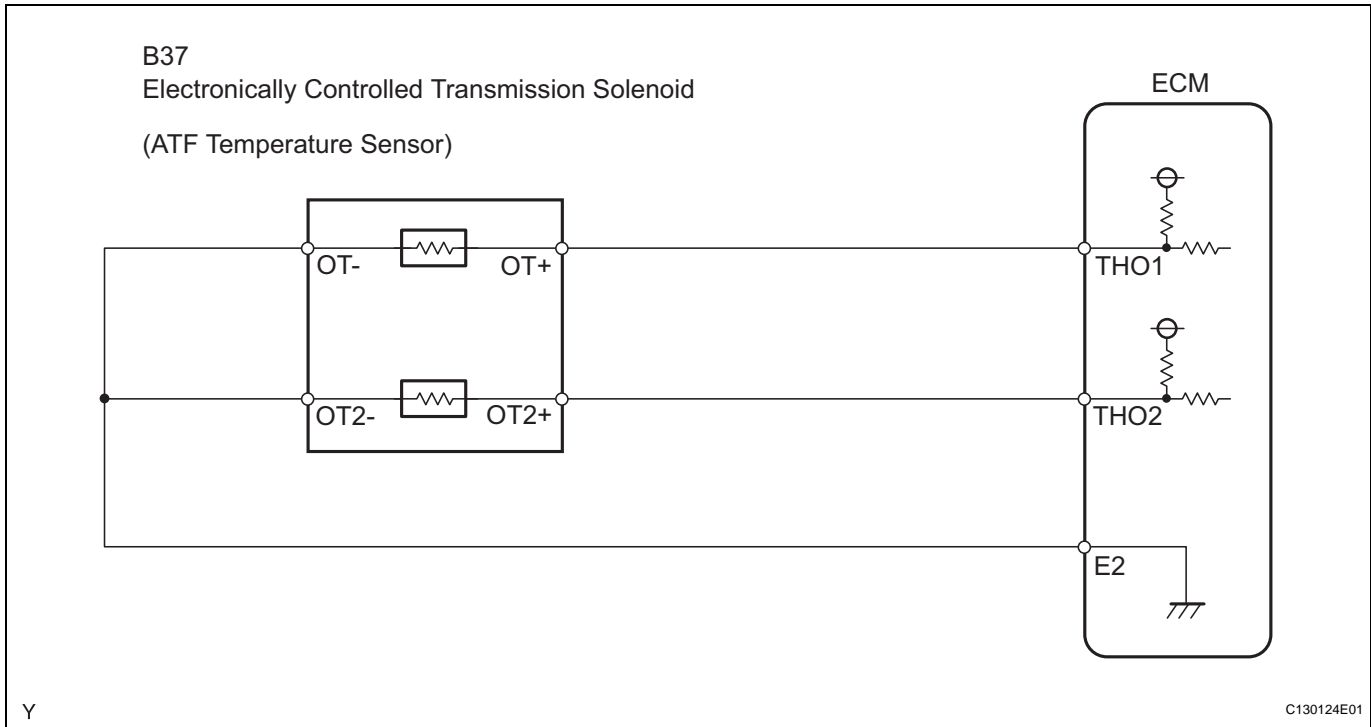 B37
Electronically Controlled Transmission Solenoid
(ATF Temperature Sensor)
ECM
OT-
OT+
THO1
OT2-
OT2+
THO2
E2
Y
C130124E01